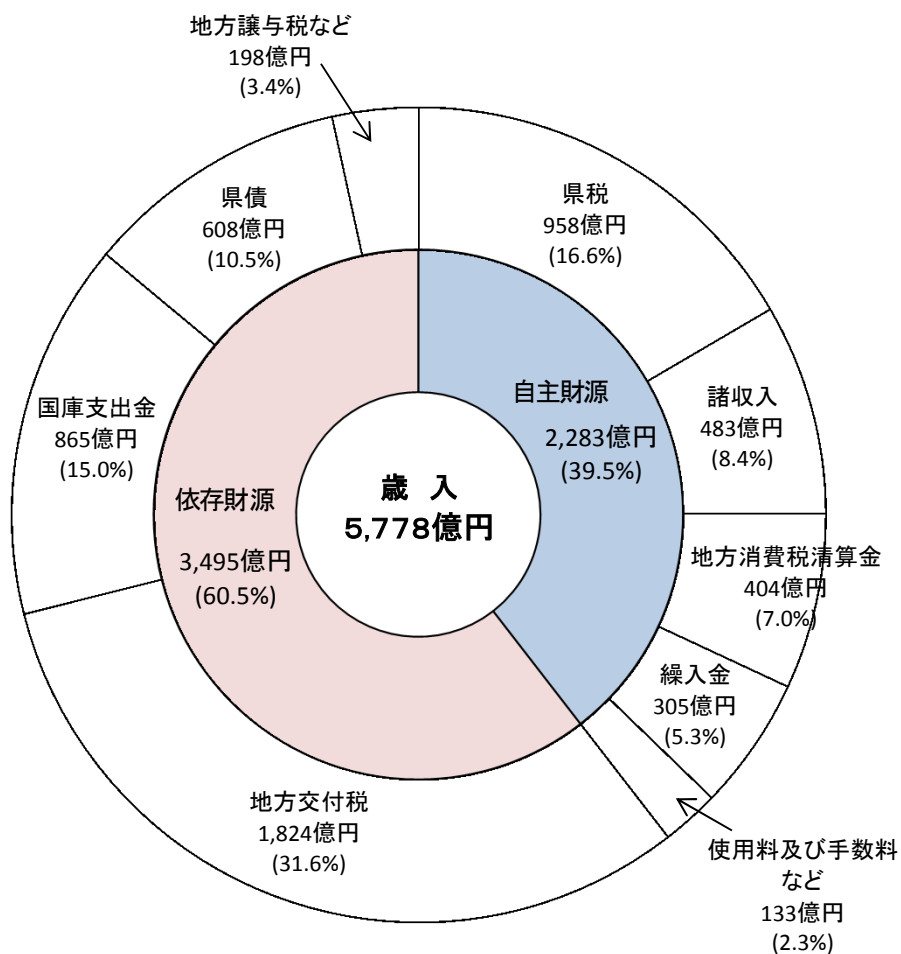 地方譲与税など
198億円
(3.4%)
県債
608億円
(10.5%)
県税
958億円
(16.6%)
国庫支出金
865億円
(15.0%)
自主財源
2,283億円
(39.5%)
諸収入
483億円
(8.4%)
歳 入
5,778億円
依存財源
3,495億円
(60.5%)
地方消費税清算金
404億円
(7.0%)
繰入金
305億円
(5.3%)
地方交付税
1,824億円
(31.6%)
使用料及び手数料
など
133億円
(2.3%)